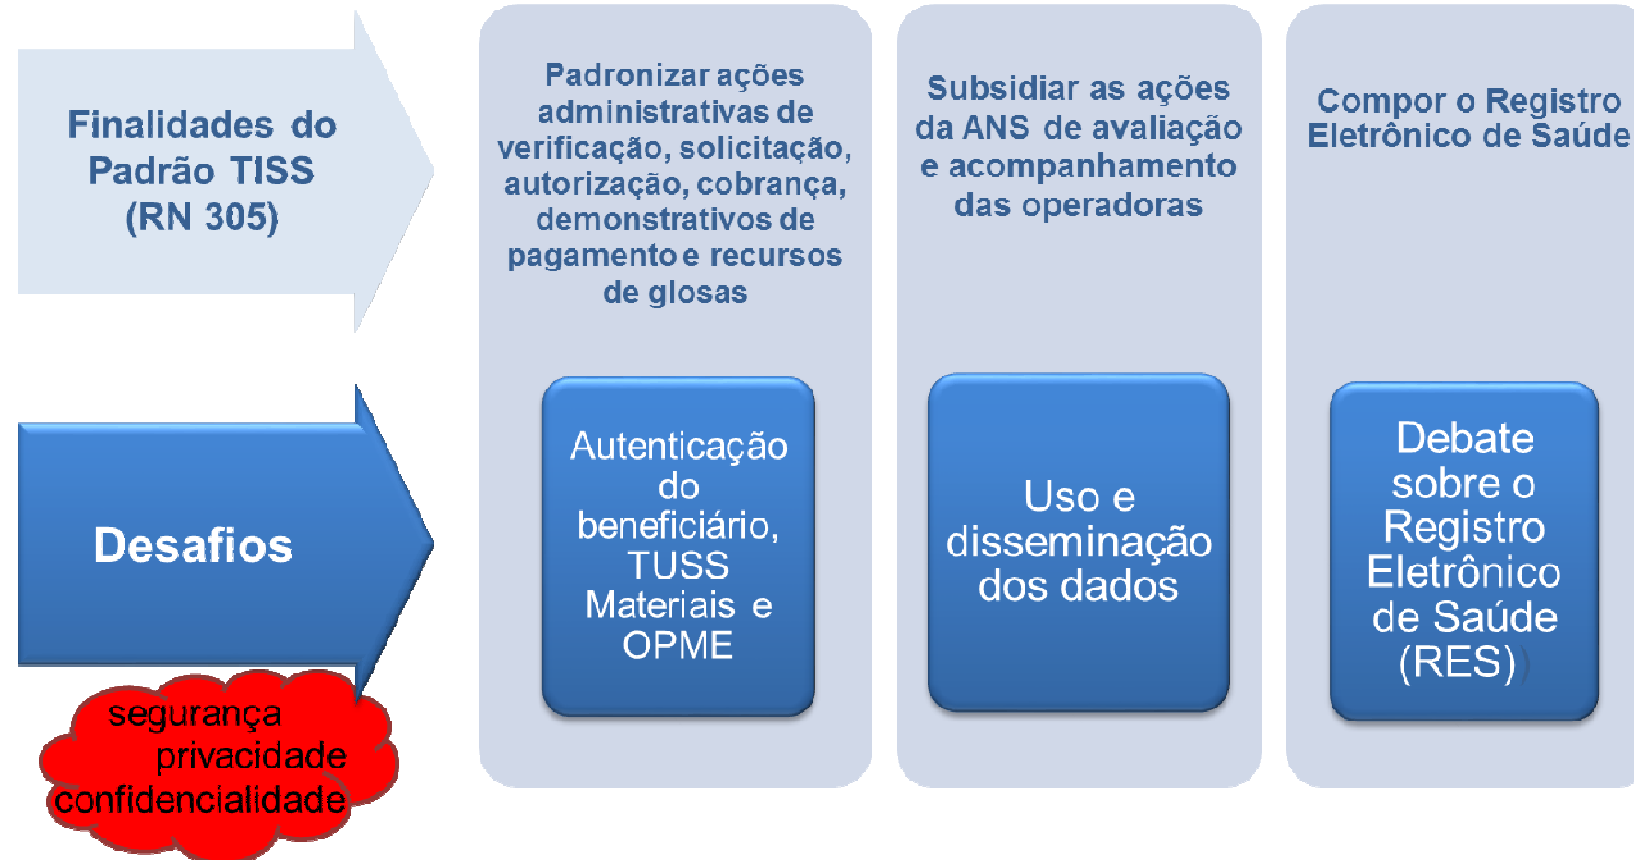 Finalidades do
Padrão TISS
(RN 305)
Padronizar ações
administrativas de
verificação, solicitação,
autorização, cobrança,
demonstrativos de
pagamento e recursos
de glosas
Subsidiar as ações
da ANS de avaliação
e acompanhamento
das operadoras
Compor o Registro
Eletrônico de Saúde
Desafios
Autenticação
do
beneficiário,
TUSS
Materiais e
OPME
Uso e
disseminação
dos dados
Debate
sobre o
Registro
Eletrônico
de Saúde
(RES))
segurança
privacidade
confidencialidade